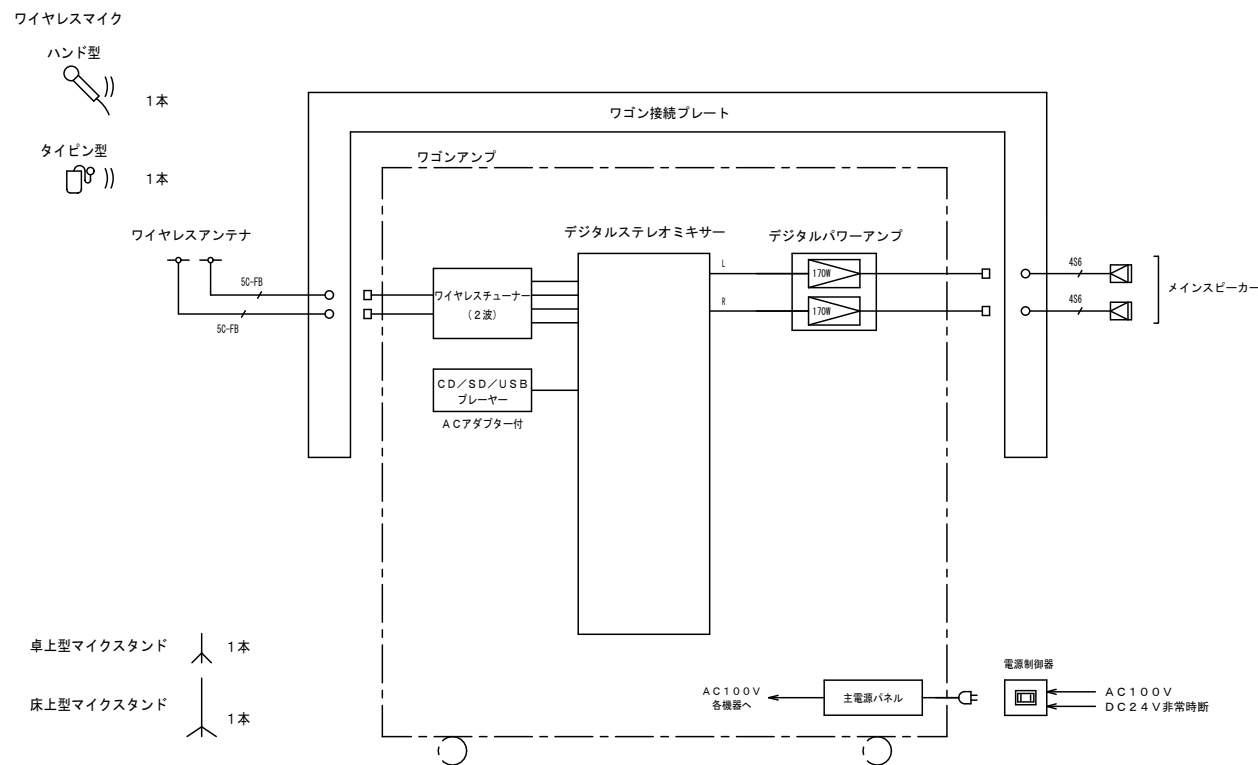 ワイヤレスマイク
ハンド型
1本
タイピン型
1本
ワイヤレスアンテナ
5C-FB
5C-FB
ワゴン接続プレート
ワゴンアンプ
デジタルステレオミキサー
デジタルパワーアンプ
ワイヤレスチューナー
(2波)
L
R
170W
170W
4S6
4S6
メインスピーカー
CD/SD/USB
プレーヤー
ACアダプター付
卓上型マイクスタンド
1本
床上型マイクスタンド
1本
AC100V
各機器へ
主電源パネル
電源制御器
AC100V
DC24V非常時断